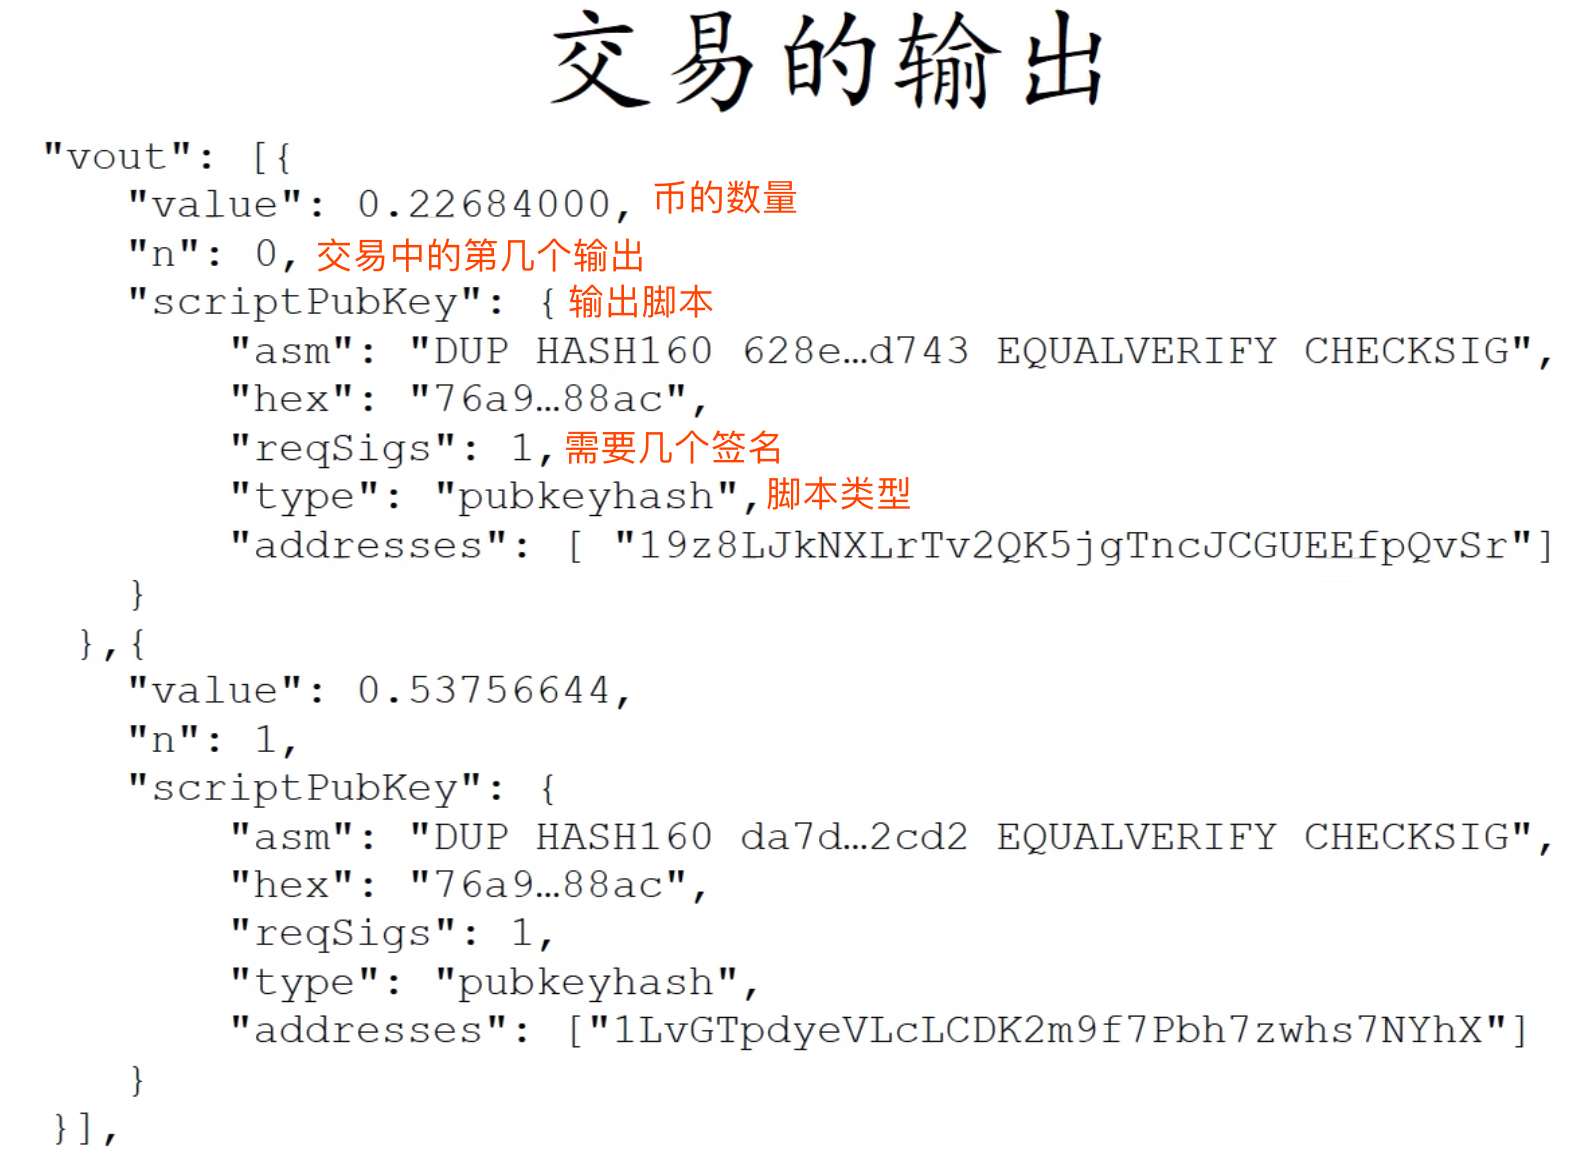 交易的输出
"vout": [{
"value": 0.22684000, 币的数量
"n": 0, 交易中的第几个输出
"scriptPubKey": { 输出脚本
"asm": "DUP HASH160 628e…d743 EQUALVERIFY CHECKSIG",
"hex": "76a9…88ac",
"reqSigs": 1, 需要几个签名
"type": "pubkeyhash", 脚本类型
"addresses": [ "19z8LJkNXLrTv2QK5jgTncJCGUEEfpQvSr"]
}
},{
"value": 0.53756644,
"n": 1,
"scriptPubKey": {
"asm": "DUP HASH160 da7d…2cd2 EQUALVERIFY CHECKSIG",
"hex": "76a9…88ac",
"reqSigs": 1,
"type": "pubkeyhash",
"addresses": ["1LvGTpdyeVLcLCDK2m9f7Pbh7zwhs7NYhX"]
}
}],